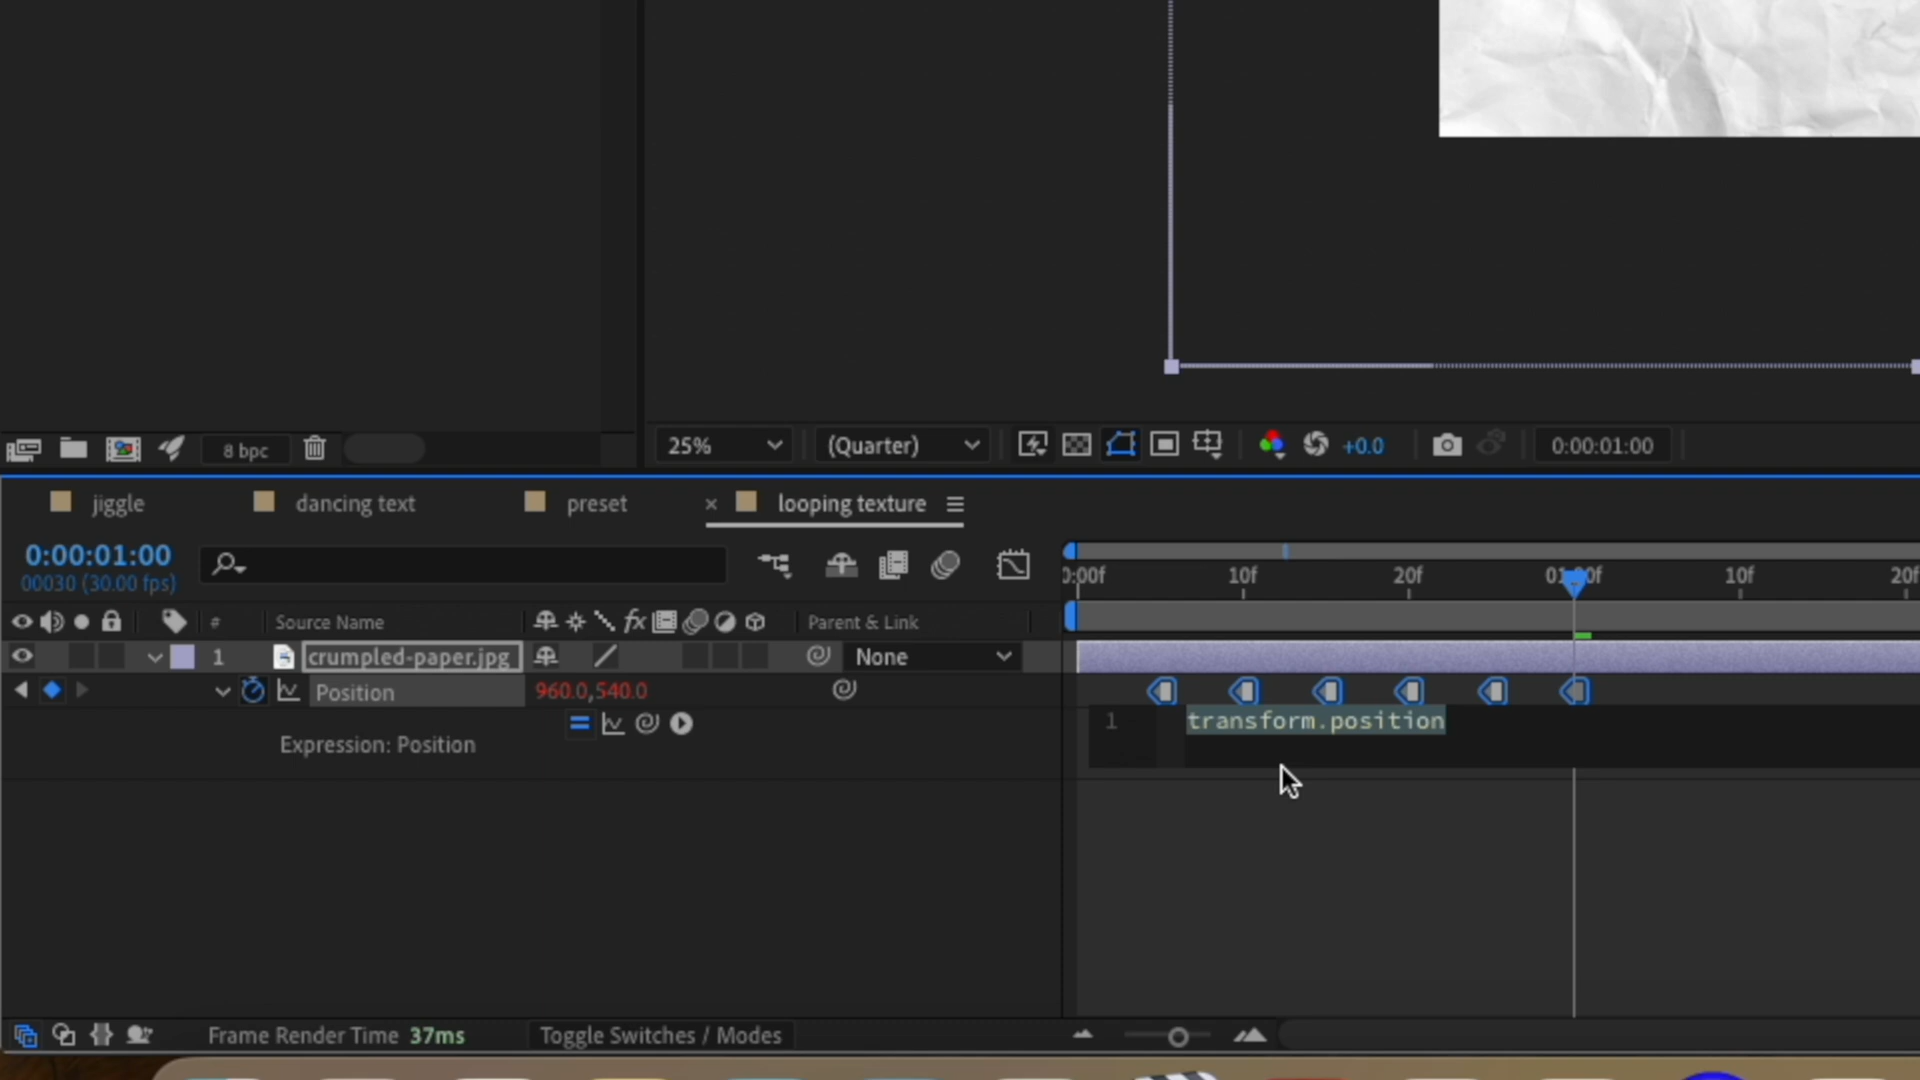 25%
(Quarter)
+0.0
0:00:01:00
8 bpc
jiggle
dancing text
preset
× looping texture
0:00:01:00
00030 (30.00 fps)
10f
20f
10f
20f
# Source Name
fx
Parent & Link
1 crumpled-paper.jpg
None
Position
960.0,540.0
1 transform.position
Expression: Position
Frame Render Time 37ms
Toggle Switches / Modes